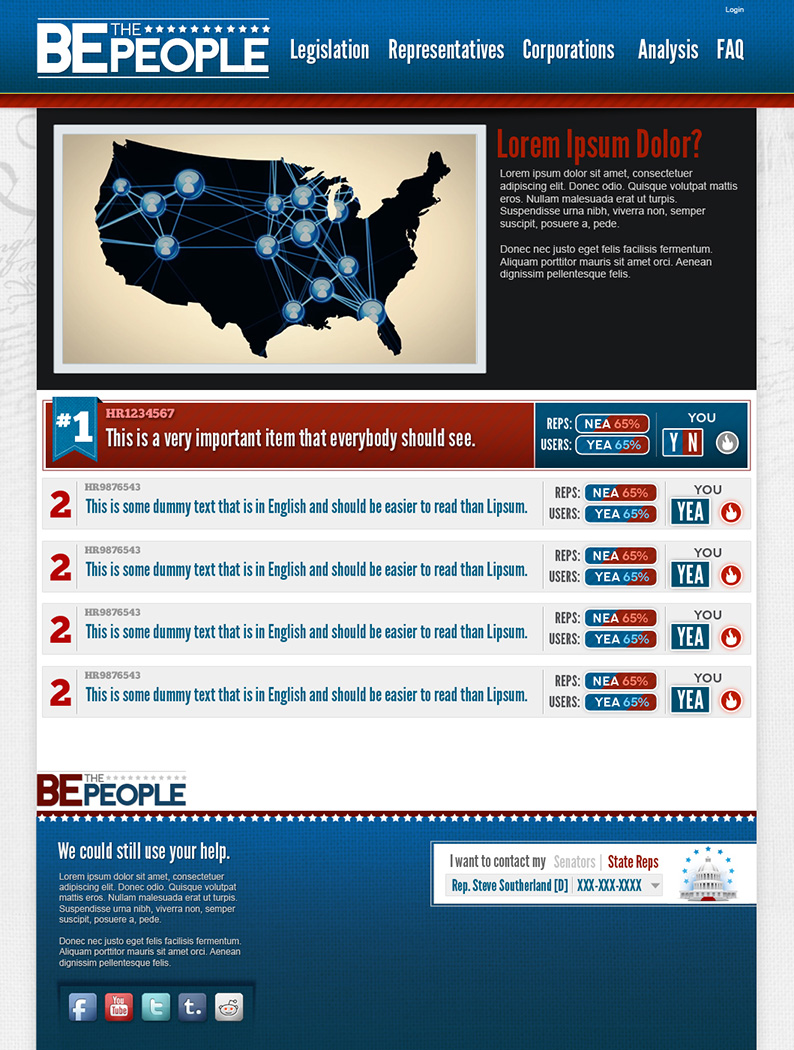 Login
BE THE PEOPLE
Legislation Representatives Corporations Analysis FAQ
Lorem Ipsum Dolor?
Lorem ipsum dolor sit amet, consectetuer
adipiscing elit. Donec odio. Quisque volutpat mattis
eros. Nullam malesuada erat ut turpis.
Suspendisse urna nibh, viverra non, semper
suscipit, posuere a, pede.
Donec nec justo eget felis facilisis fermentum.
Aliquam porttitor mauris sit amet orci. Aenean
dignissim pellentesque felis.
#1
HR1234567
This is a very important item that everybody should see.
REPS: NEA 65%
USERS: YEA 65%
YOU
Y N
2
HR9876543
This is some dummy text that is in English and should be easier to read than Lipsum.
REPS: NEA 65%
USERS: YEA 65%
YOU
YEA
2
HR9876543
This is some dummy text that is in English and should be easier to read than Lipsum.
REPS: NEA 65%
USERS: YEA 65%
YOU
YEA
2
HR9876543
This is some dummy text that is in English and should be easier to read than Lipsum.
REPS: NEA 65%
USERS: YEA 65%
YOU
YEA
2
HR9876543
This is some dummy text that is in English and should be easier to read than Lipsum.
REPS: NEA 65%
USERS: YEA 65%
YOU
YEA
BE THE PEOPLE
We could still use your help.
Lorem ipsum dolor sit amet, consectetuer
adipiscing elit. Donec odio. Quisque volutpat
mattis eros. Nullam malesuada erat ut turpis.
Suspendisse urna nibh, viverra non, semper
suscipit, posuere a, pede.
Donec nec justo eget felis facilisis fermentum.
Aliquam porttitor mauris sit amet orci. Aenean
dignissim pellentesque felis.
f You Tube t t.
I want to contact my Senators | State Reps
Rep. Steve Southerland [D] XXX-XXX-XXXX